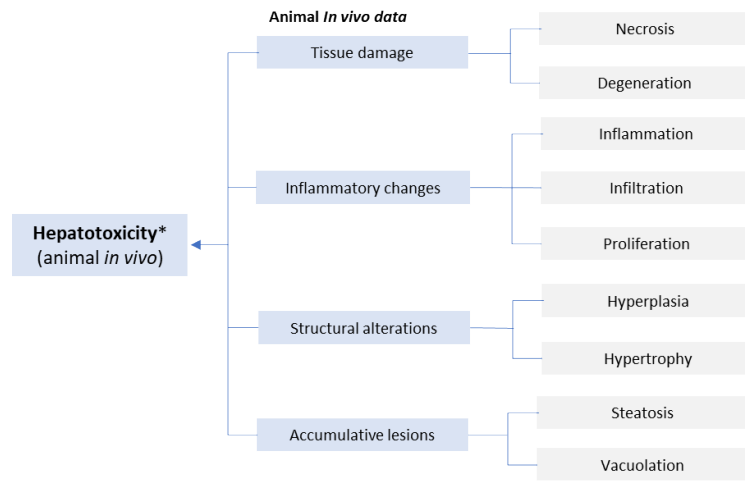 Animal In vivo data
Tissue damage
Necrosis
Degeneration
Inflammatory changes
Inflammation
Infiltration
Proliferation
Hepatotoxicity*
(animal in vivo)
Structural alterations
Hyperplasia
Hypertrophy
Accumulative lesions
Steatosis
Vacuolation